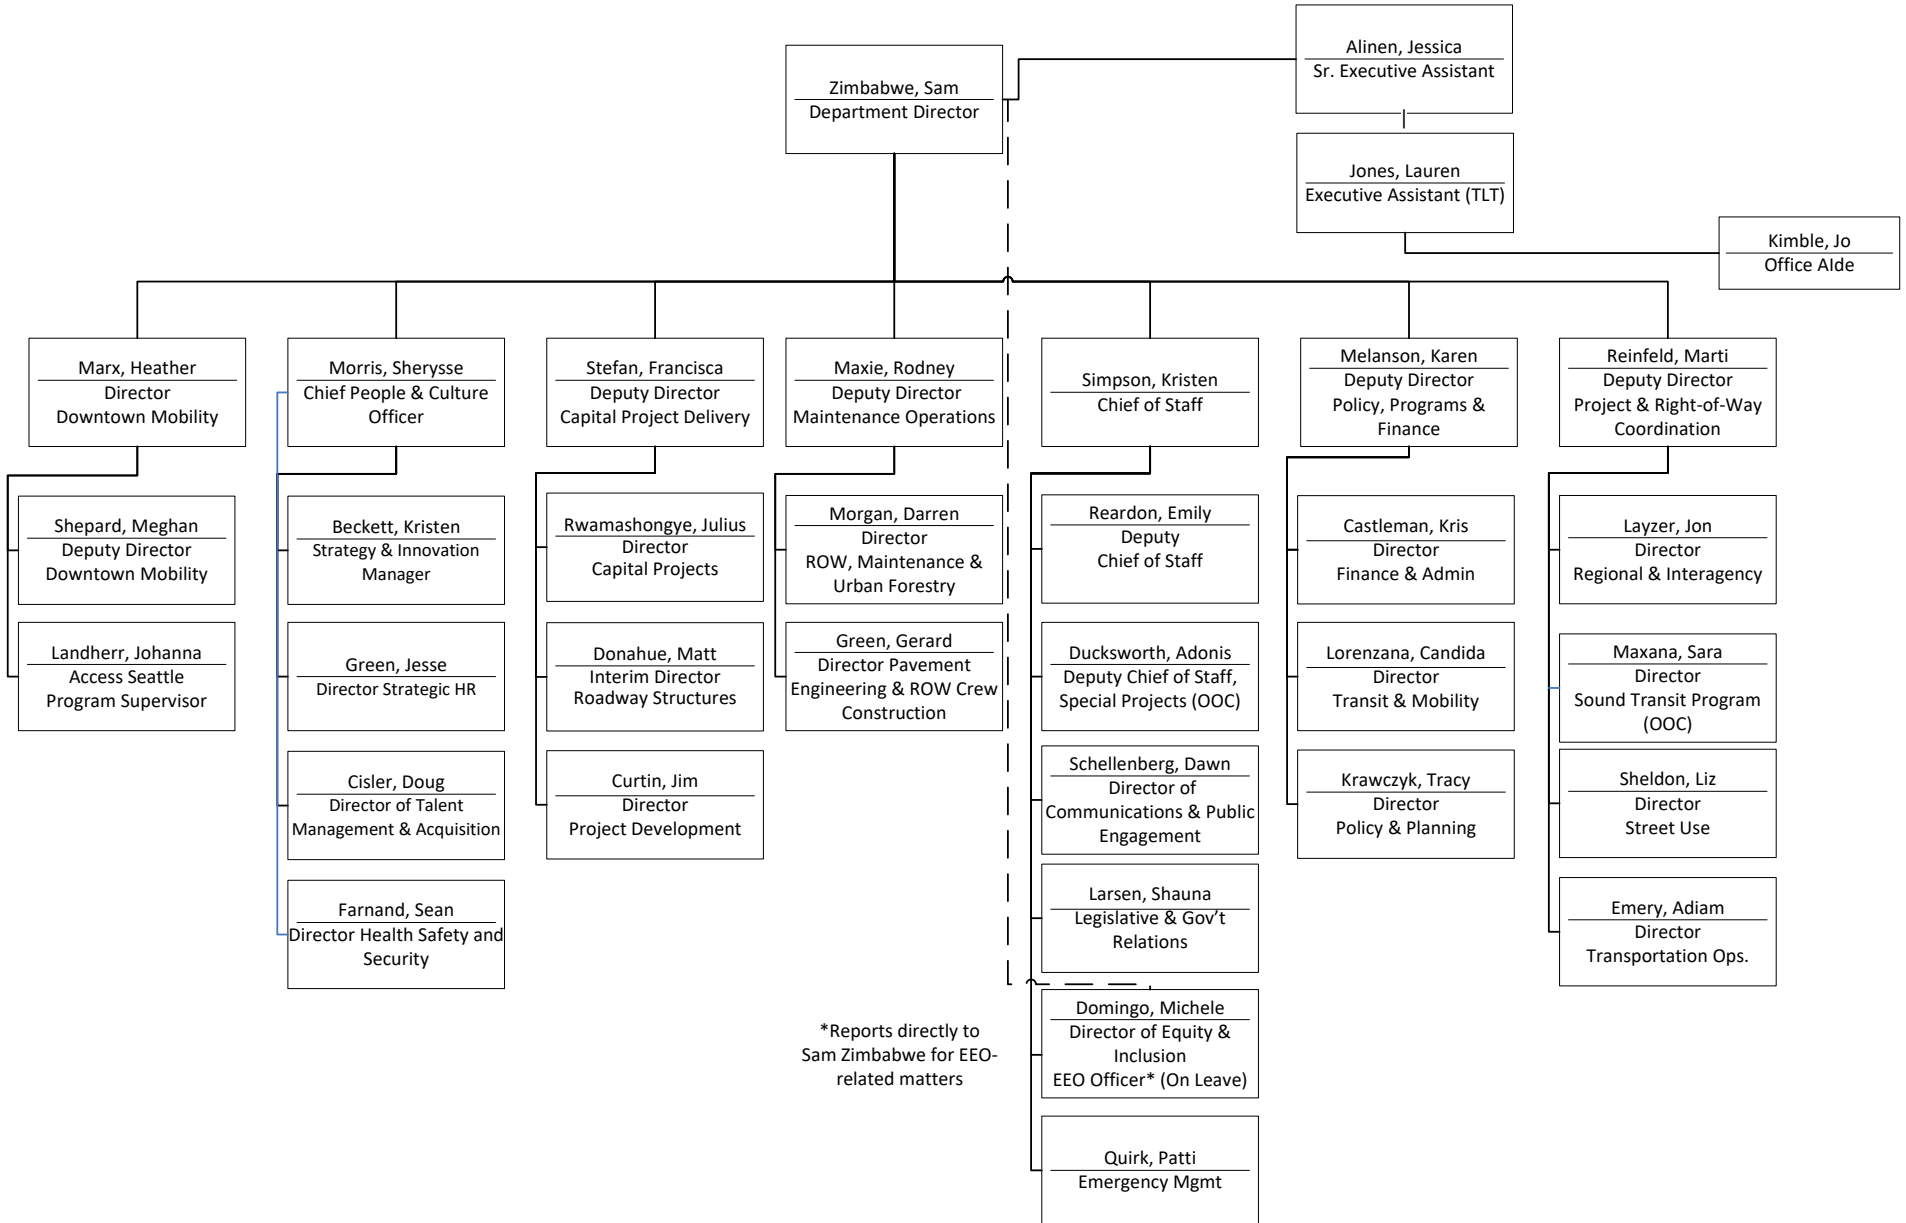 Alinen, Jessica
Sr. Executive Assistant
Zimbabwe, Sam
Department Director
Jones, Lauren
Executive Assistant (TLT)
Kimble, Jo
Office AIde
Marx, Heather
Director
Downtown Mobility
Morris, Sherysse
Chief People & Culture
Officer
Stefan, Francisca
Deputy Director
Capital Project Delivery
Maxie, Rodney
Deputy Director
Maintenance Operations
Simpson, Kristen
Chief of Staff
Melanson, Karen
Deputy Director
Policy, Programs &
Finance
Reinfeld, Marti
Deputy Director
Project & Right-of-Way
Coordination
Shepard, Meghan
Deputy Director
Downtown Mobility
Beckett, Kristen
Strategy & Innovation
Manager
Rwamashongye, Julius
Director
Capital Projects
Morgan, Darren
Director
ROW, Maintenance &
Urban Forestry
Reardon, Emily
Deputy
Chief of Staff
Castleman, Kris
Director
Finance & Admin
Layzer, Jon
Director
Regional & Interagency
Landherr, Johanna
Access Seattle
Program Supervisor
Green, Jesse
Director Strategic HR
Donahue, Matt
Interim Director
Roadway Structures
Green, Gerard
Director Pavement
Engineering & ROW Crew
Construction
Ducksworth, Adonis
Deputy Chief of Staff,
Special Projects (OOC)
Lorenzana, Candida
Director
Transit & Mobility
Maxana, Sara
Director
Sound Transit Program
(OOC)
Cisler, Doug
Director of Talent
Management & Acquisition
Curtin, Jim
Director
Project Development
Schellenberg, Dawn
Director of
Communications & Public
Engagement
Krawczyk, Tracy
Director
Policy & Planning
Sheldon, Liz
Director
Street Use
Farnand, Sean
Director Health Safety and
Security
Larsen, Shauna
Legislative & Gov’t
Relations
Emery, Adiam
Director
Transportation Ops.
*Reports directly to
Sam Zimbabwe for EEO-
related matters
Domingo, Michele
Director of Equity &
Inclusion
EEO Officer* (On Leave)
Quirk, Patti
Emergency Mgmt